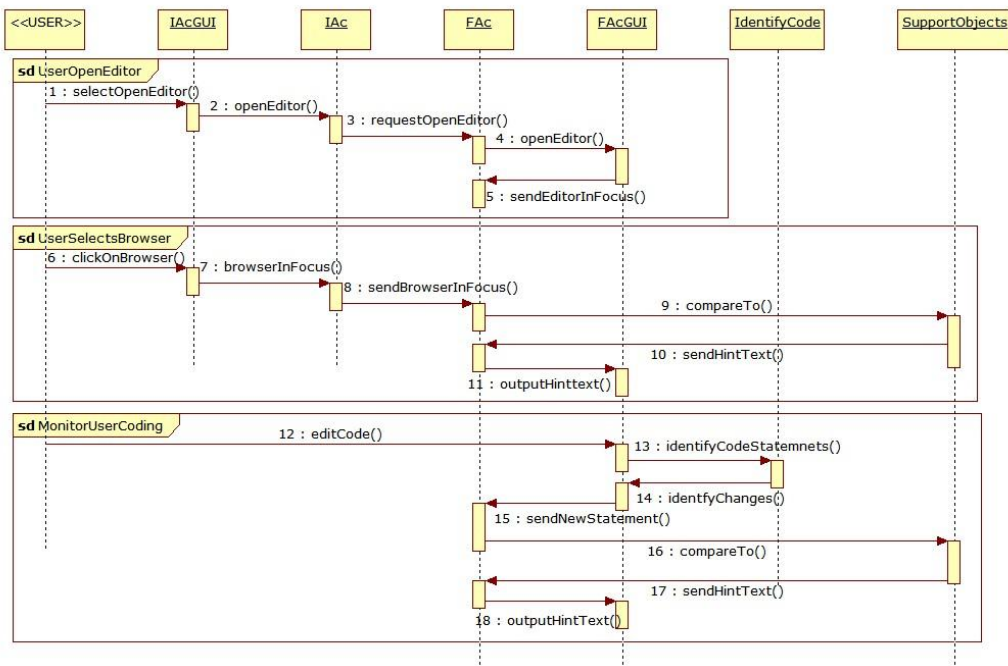 <<USER>>
IAcGUI
IAc
FAc
FAcGUI
IdentifyCode
SupportObjects
sd UserOpenEditor
1 : selectOpenEditor()
2 : openEditor()
3 : requestOpenEditor()
4 : openEditor()
5 : sendEditorInFocus()
sd UserSelectsBrowser
6 : clickOnBrowser()
7 : browserInFocus()
8 : sendBrowserInFocus()
9 : compareTo()
10 : sendHintText()
11 : outputHinttext()
sd MonitorUserCoding
12 : editCode()
13 : identifyCodeStatemnets()
14 : identfyChanges()
15 : sendNewStatement()
16 : compareTo()
17 : sendHintText()
18 : outputHintText()